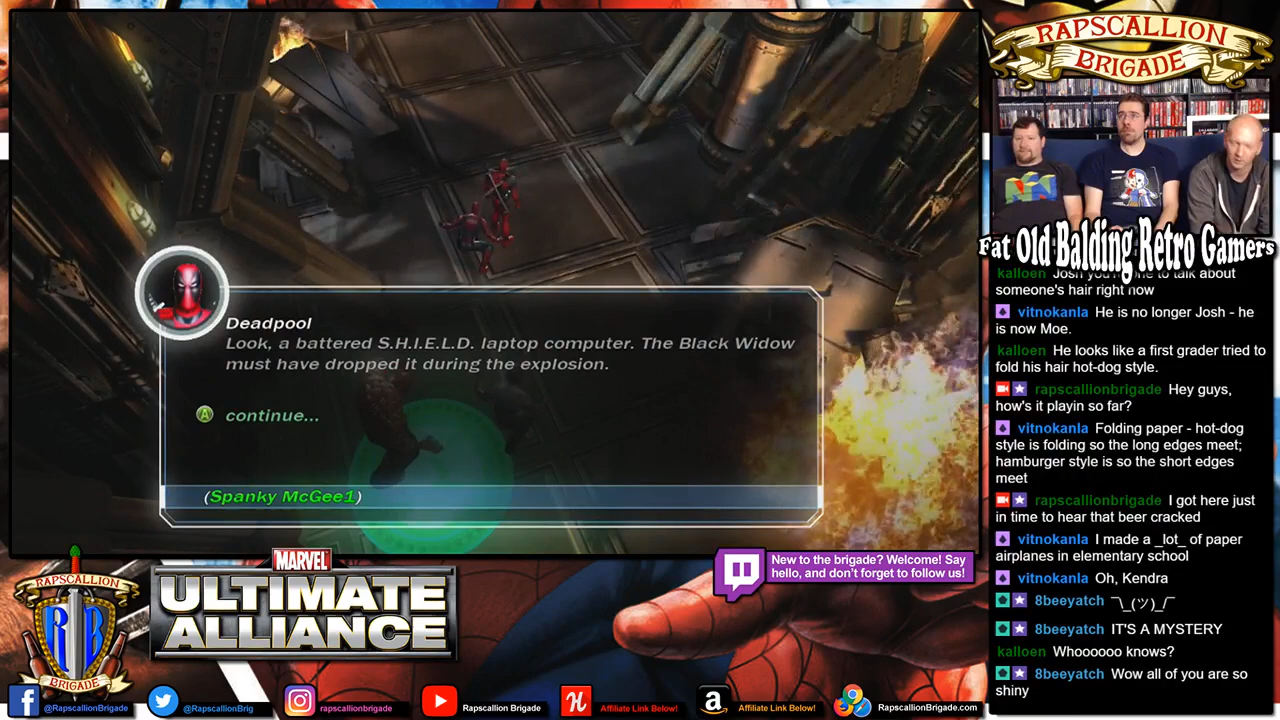 RAPSCALLION
BRIGADE
Fat Old Balding Retro Gamers
Deadpool
Look, a battered S.H.I.E.L.D. laptop computer. The Black Widow
must have dropped it during the explosion.
A continue...
(Spanky McGee1)
kalloen Josh you're one to talk about
someone's hair right now
vitnokanla He is no longer Josh - he
is now Moe.
kalloen He looks like a first grader tried to
fold his hair hot-dog style.
rapscallionbrigade Hey guys,
how's it playin so far?
vitnokanla Folding paper - hot-dog
style is folding so the long edges meet;
hamburger style is so the short edges
meet
rapscallionbrigade I got here just
in time to hear that beer cracked
vitnokanla I made a _lot_ of paper
airplanes in elementary school
vitnokanla Oh, Kendra
8beeyatch ¯\_(ツ)_/¯
8beeyatch IT'S A MYSTERY
kalloen Whoooooo knows?
8beeyatch Wow all of you are so
shiny
New to the brigade? Welcome! Say
hello, and don't forget to follow us!
RAPSCALLION
RB
BRIGADE
MARVEL
ULTIMATE
ALLIANCE
@RapscallionBrigade
@RapscallionBrig
rapscallionbrigade
Rapscallion Brigade
Affiliate Link Below!
Affiliate Link Below!
RapscallionBrigade.com